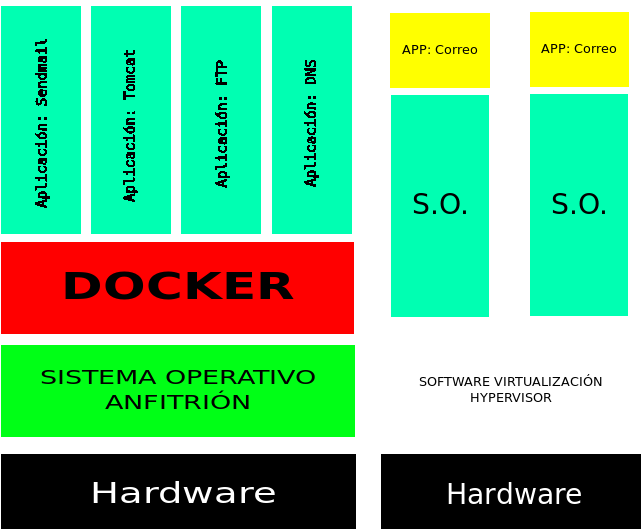 Aplicación: Sendmail
Aplicación: Tomcat
Aplicación: FTP
Aplicación: DNS
DOCKER
SISTEMA OPERATIVO
ANFITRIÓN
Hardware
APP: Correo
APP: Correo
S.O.
S.O.
SOFTWARE VIRTUALIZACIÓN
HYPERVISOR
Hardware